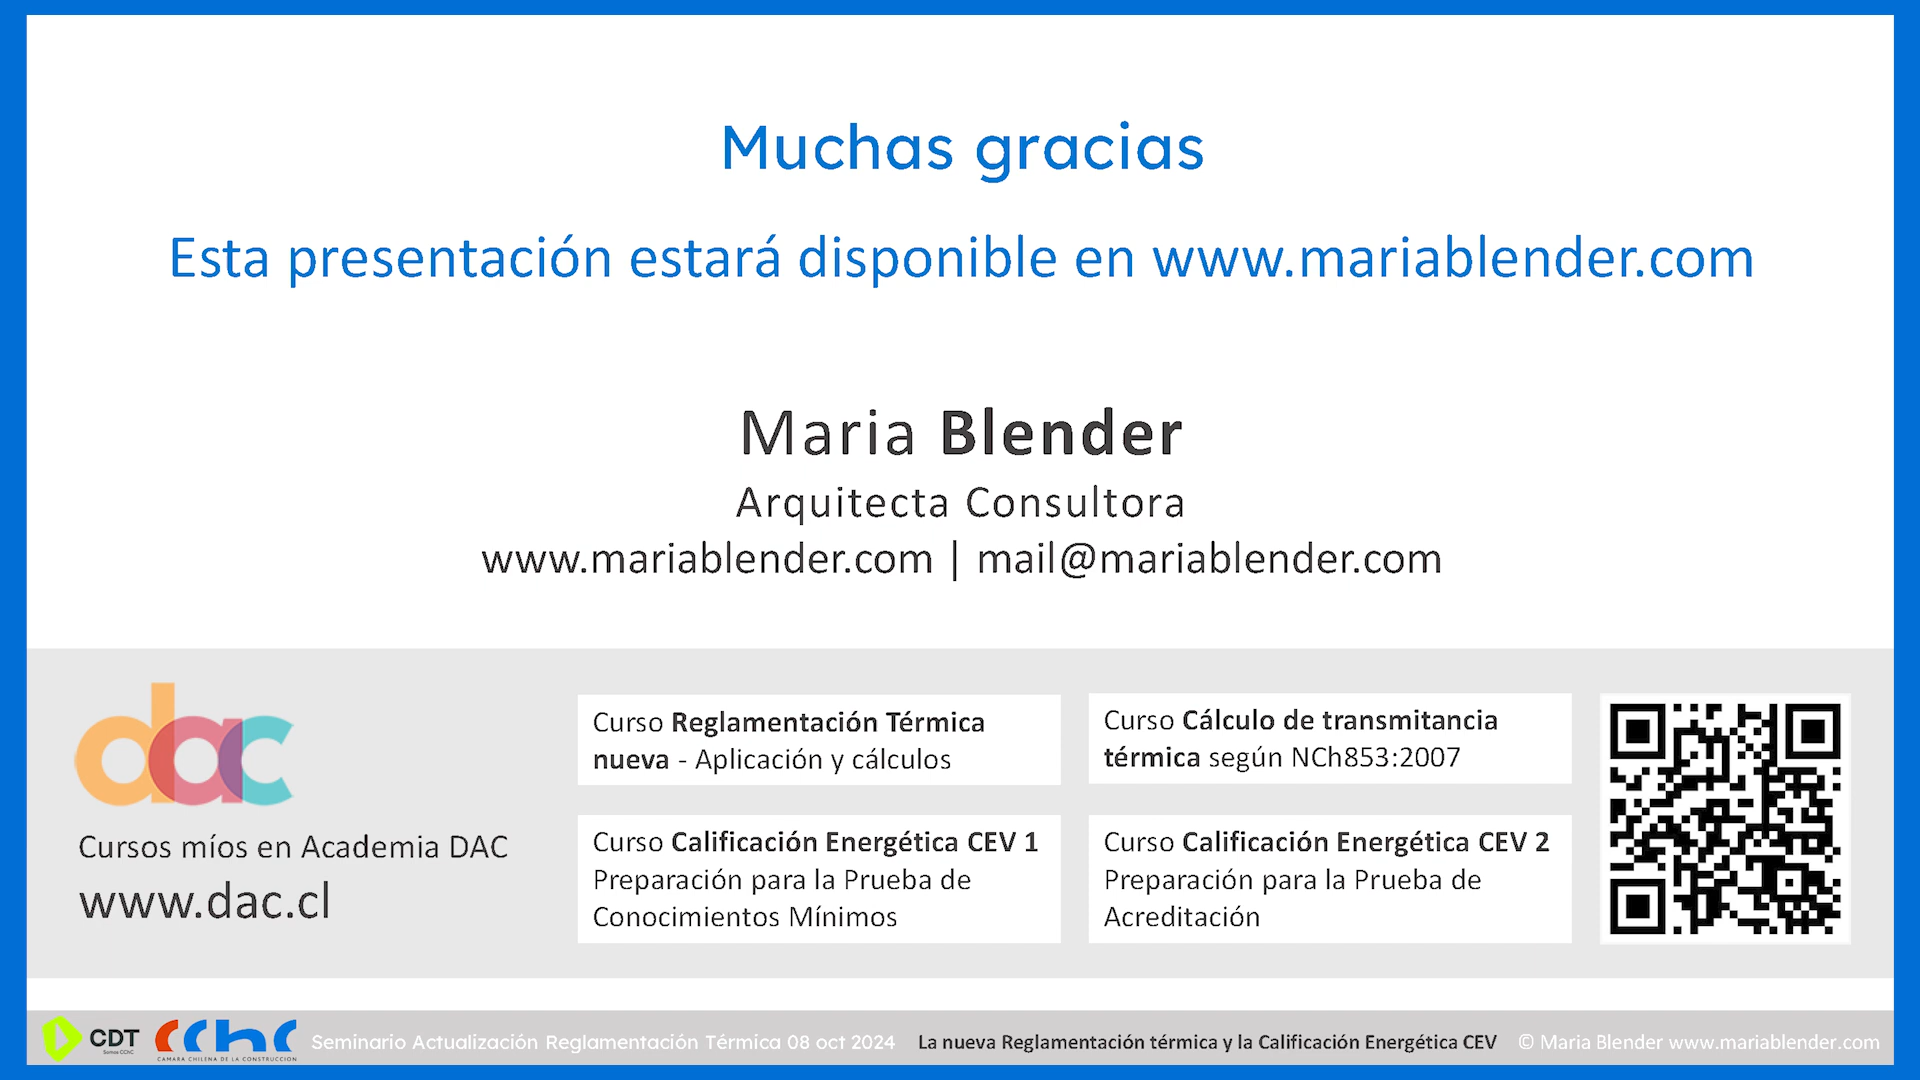 Muchas gracias
Esta presentación estará disponible en www.mariablender.com
Maria Blender
Arquitecta Consultora
www.mariablender.com | mail@mariablender.com
dac
Cursos míos en Academia DAC
www.dac.cl
Curso Reglamentación Térmica
nueva - Aplicación y cálculos
Curso Cálculo de transmitancia
térmica según NCh853:2007
Curso Calificación Energética CEV 1
Preparación para la Prueba de
Conocimientos Mínimos
Curso Calificación Energética CEV 2
Preparación para la Prueba de
Acreditación
CDT
Somos CChC
cchc
CAMARA CHILENA DE LA CONSTRUCCION
Seminario Actualización Reglamentación Térmica 08 oct 2024
La nueva Reglamentación térmica y la Calificación Energética CEV
© Maria Blender www.mariablender.com